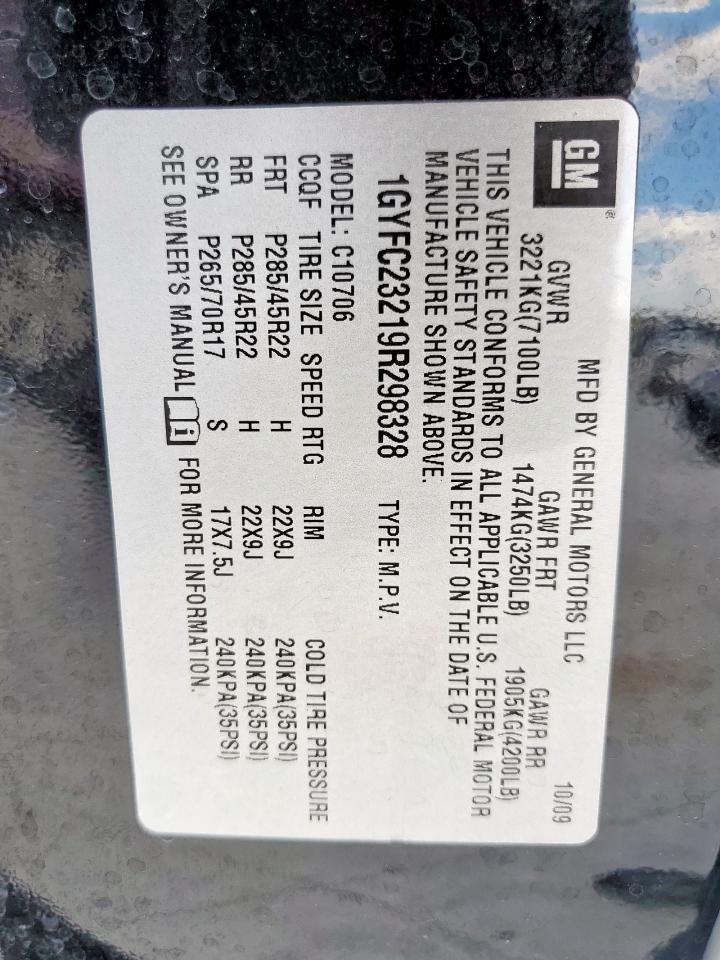 GM®
MFD BY GENERAL MOTORS LLC 10/09
GVWR GAWR FRT GAWR RR
3221KG(7100LB) 1474KG(3250LB) 1905KG(4200LB)
THIS VEHICLE CONFORMS TO ALL APPLICABLE U.S. FEDERAL MOTOR
VEHICLE SAFETY STANDARDS IN EFFECT ON THE DATE OF
MANUFACTURE SHOWN ABOVE.
1GYFC23219R298328 TYPE: M.P.V.
MODEL: C10706
CCQF TIRE SIZE SPEED RTG RIM COLD TIRE PRESSURE
FRT P285/45R22 H 22X9J 240KPA(35PSI)
RR P285/45R22 H 22X9J 240KPA(35PSI)
SPA P265/70R17 S 17X7.5J 240KPA(35PSI)
SEE OWNER'S MANUAL i FOR MORE INFORMATION.